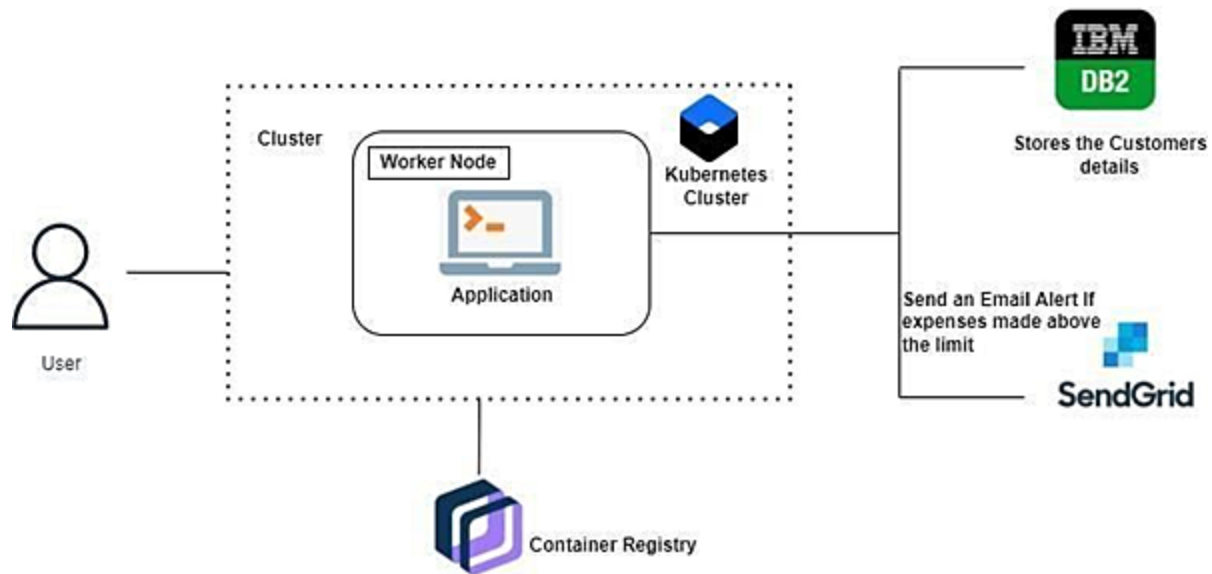 IBM
DB2
Stores the Customers
details
Cluster
Worker Node
Kubernetes
Cluster
Application
User
Send an Email Alert If
expenses made above
the limit
SendGrid
Container Registry